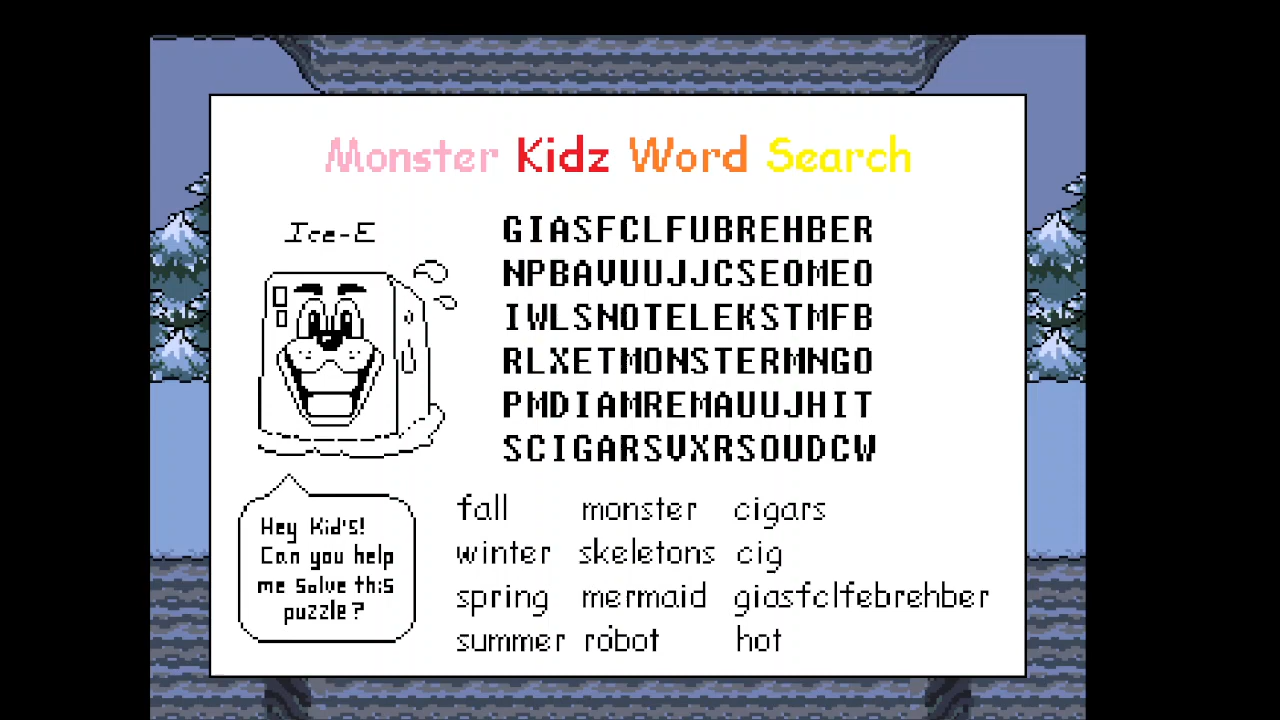 Monster Kidz Word Search
Ice-E
GIASFCLFUBREHBER
NPBAVUUJJCSEOMEO
IWLSNOTELEKSTMFB
RLXETMONSTERMNGO
PMDIAMREMAUUJHIT
SCIGARSVXRSOUDCW
Hey Kid's!
Can you help
me solve this
puzzle?
fall monster cigars
winter skeletons cig
spring mermaid giasfclfebrehber
summer robot hot